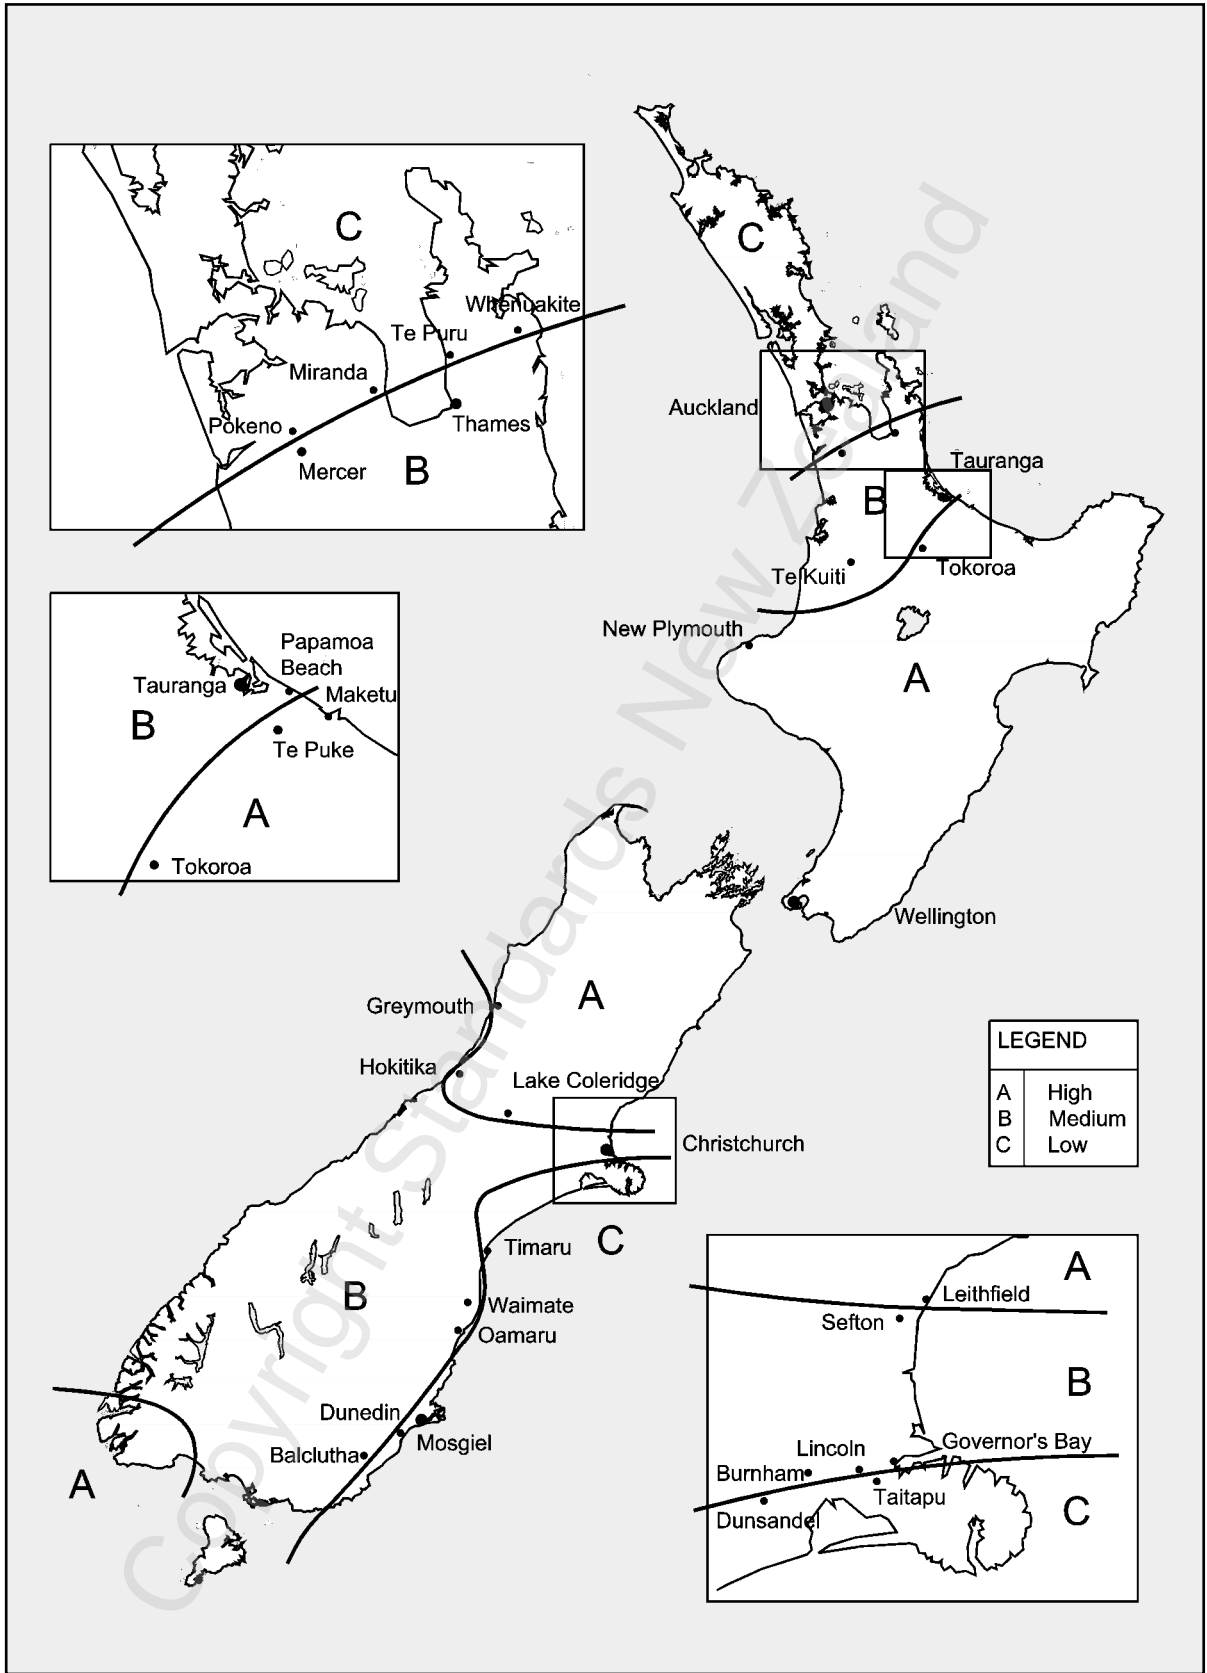 C
Whenuakite
Te Puru
Miranda
Pokeno
Thames
Mercer
B
C
Auckland
Tauranga
B
Te Kuiti
Tokoroa
New Plymouth
A
Wellington
Papamoa
Beach
Tauranga
Maketu
B
Te Puke
A
Tokoroa
Greymouth
A
Hokitika
Lake Coleridge
Christchurch
C
Timaru
B
Waimate
Oamaru
Dunedin
Mosgiel
Balclutha
A
LEGEND
A High
B Medium
C Low
A
Leithfield
Sefton
B
Governor's Bay
Lincoln
Burnham
Taitapu
Dunsandel
C
Copyright Standards New Zealand